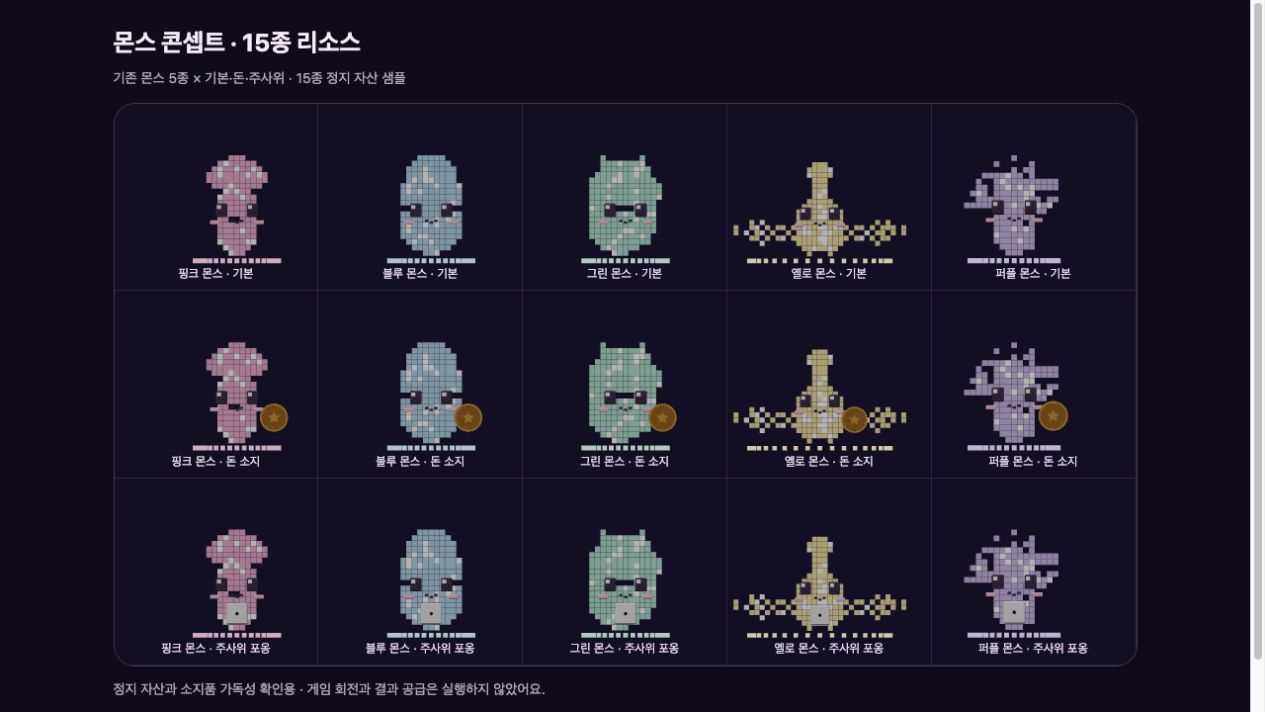 몬스 콘셉트 · 15종 리소스
기존 몬스 5종 × 기본·돈·주사위 · 15종 정지 자산 샘플
핑크 몬스 · 기본
블루 몬스 · 기본
그린 몬스 · 기본
옐로 몬스 · 기본
퍼플 몬스 · 기본
핑크 몬스 · 돈 소지
블루 몬스 · 돈 소지
그린 몬스 · 돈 소지
옐로 몬스 · 돈 소지
퍼플 몬스 · 돈 소지
핑크 몬스 · 주사위 포옹
블루 몬스 · 주사위 포옹
그린 몬스 · 주사위 포옹
옐로 몬스 · 주사위 포옹
퍼플 몬스 · 주사위 포옹
정지 자산과 소지품 가독성 확인용 · 게임 회전과 결과 공급은 실행하지 않았어요.